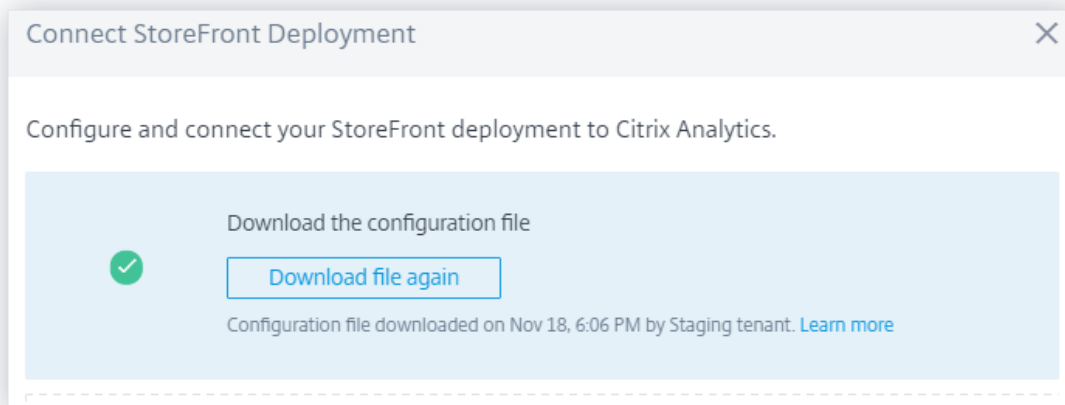 Connect StoreFront Deployment
Configure and connect your StoreFront deployment to Citrix Analytics.
Download the configuration file
Download file again
Configuration file downloaded on Nov 18, 6:06 PM by Staging tenant. Learn more